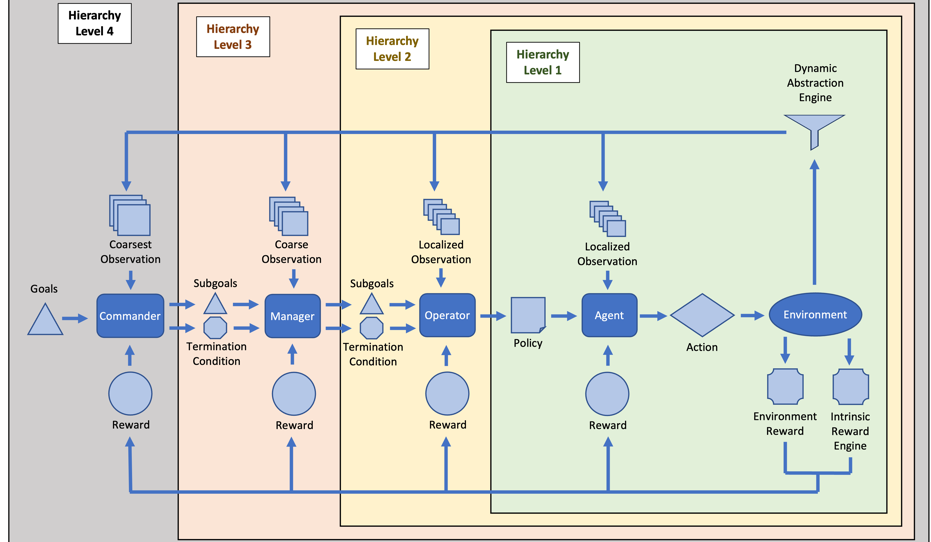 Hierarchy
Level 4
Hierarchy
Level 3
Hierarchy
Level 2
Hierarchy
Level 1
Dynamic
Abstraction
Engine
Coarsest
Observation
Coarse
Observation
Localized
Observation
Localized
Observation
Goals
Commander
Subgoals
Termination
Condition
Manager
Subgoals
Termination
Condition
Operator
Policy
Agent
Action
Environment
Reward
Reward
Reward
Reward
Environment
Reward
Intrinsic
Reward
Engine